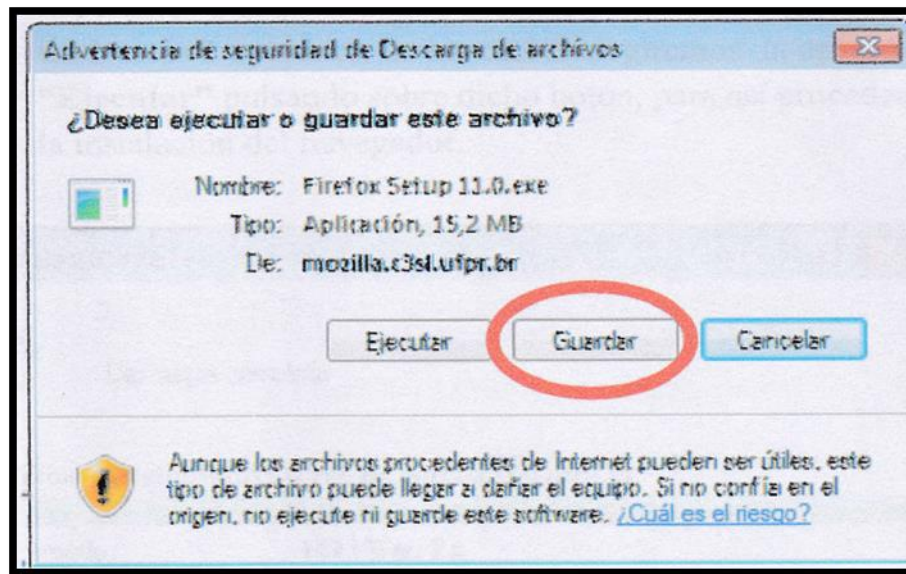 Advertencia de seguridad de Descarga de archivos
¿Desea ejecutar o guardar este archivo?
Nombre: Firefox Setup 11.0.exe
Tipo: Aplicación, 15,2 MB
De: mozilla.c3sl.ufpr.br
Ejecutar Guardar Cancelar
Aunque los archivos procedentes de Internet pueden ser útiles, este
tipo de archivo puede llegar a dañar el equipo. Si no confía en el
origen, no ejecute ni guarde este software. ¿Cuál es el riesgo?